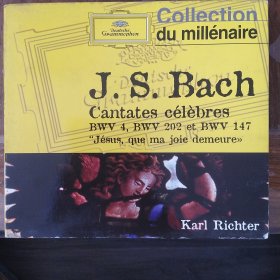 Deutsche
Grammophon
Collection
du millénaire
J. S. Bach
Cantates célèbres
BWV 4, BWV 202 et BWV 147
"Jésus, que ma joie demeure»
Karl Richter